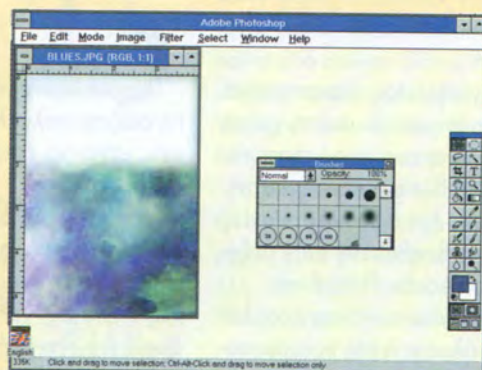 Adobe Photoshop
File Edit Mode Image Filter Select Window Help
BLUES.JPG (RGB, 1:1)
Brushes
Normal Opacity: 100%
English
336K Click and drag to move selection; Ctrl-Alt-Click and drag to move selection only